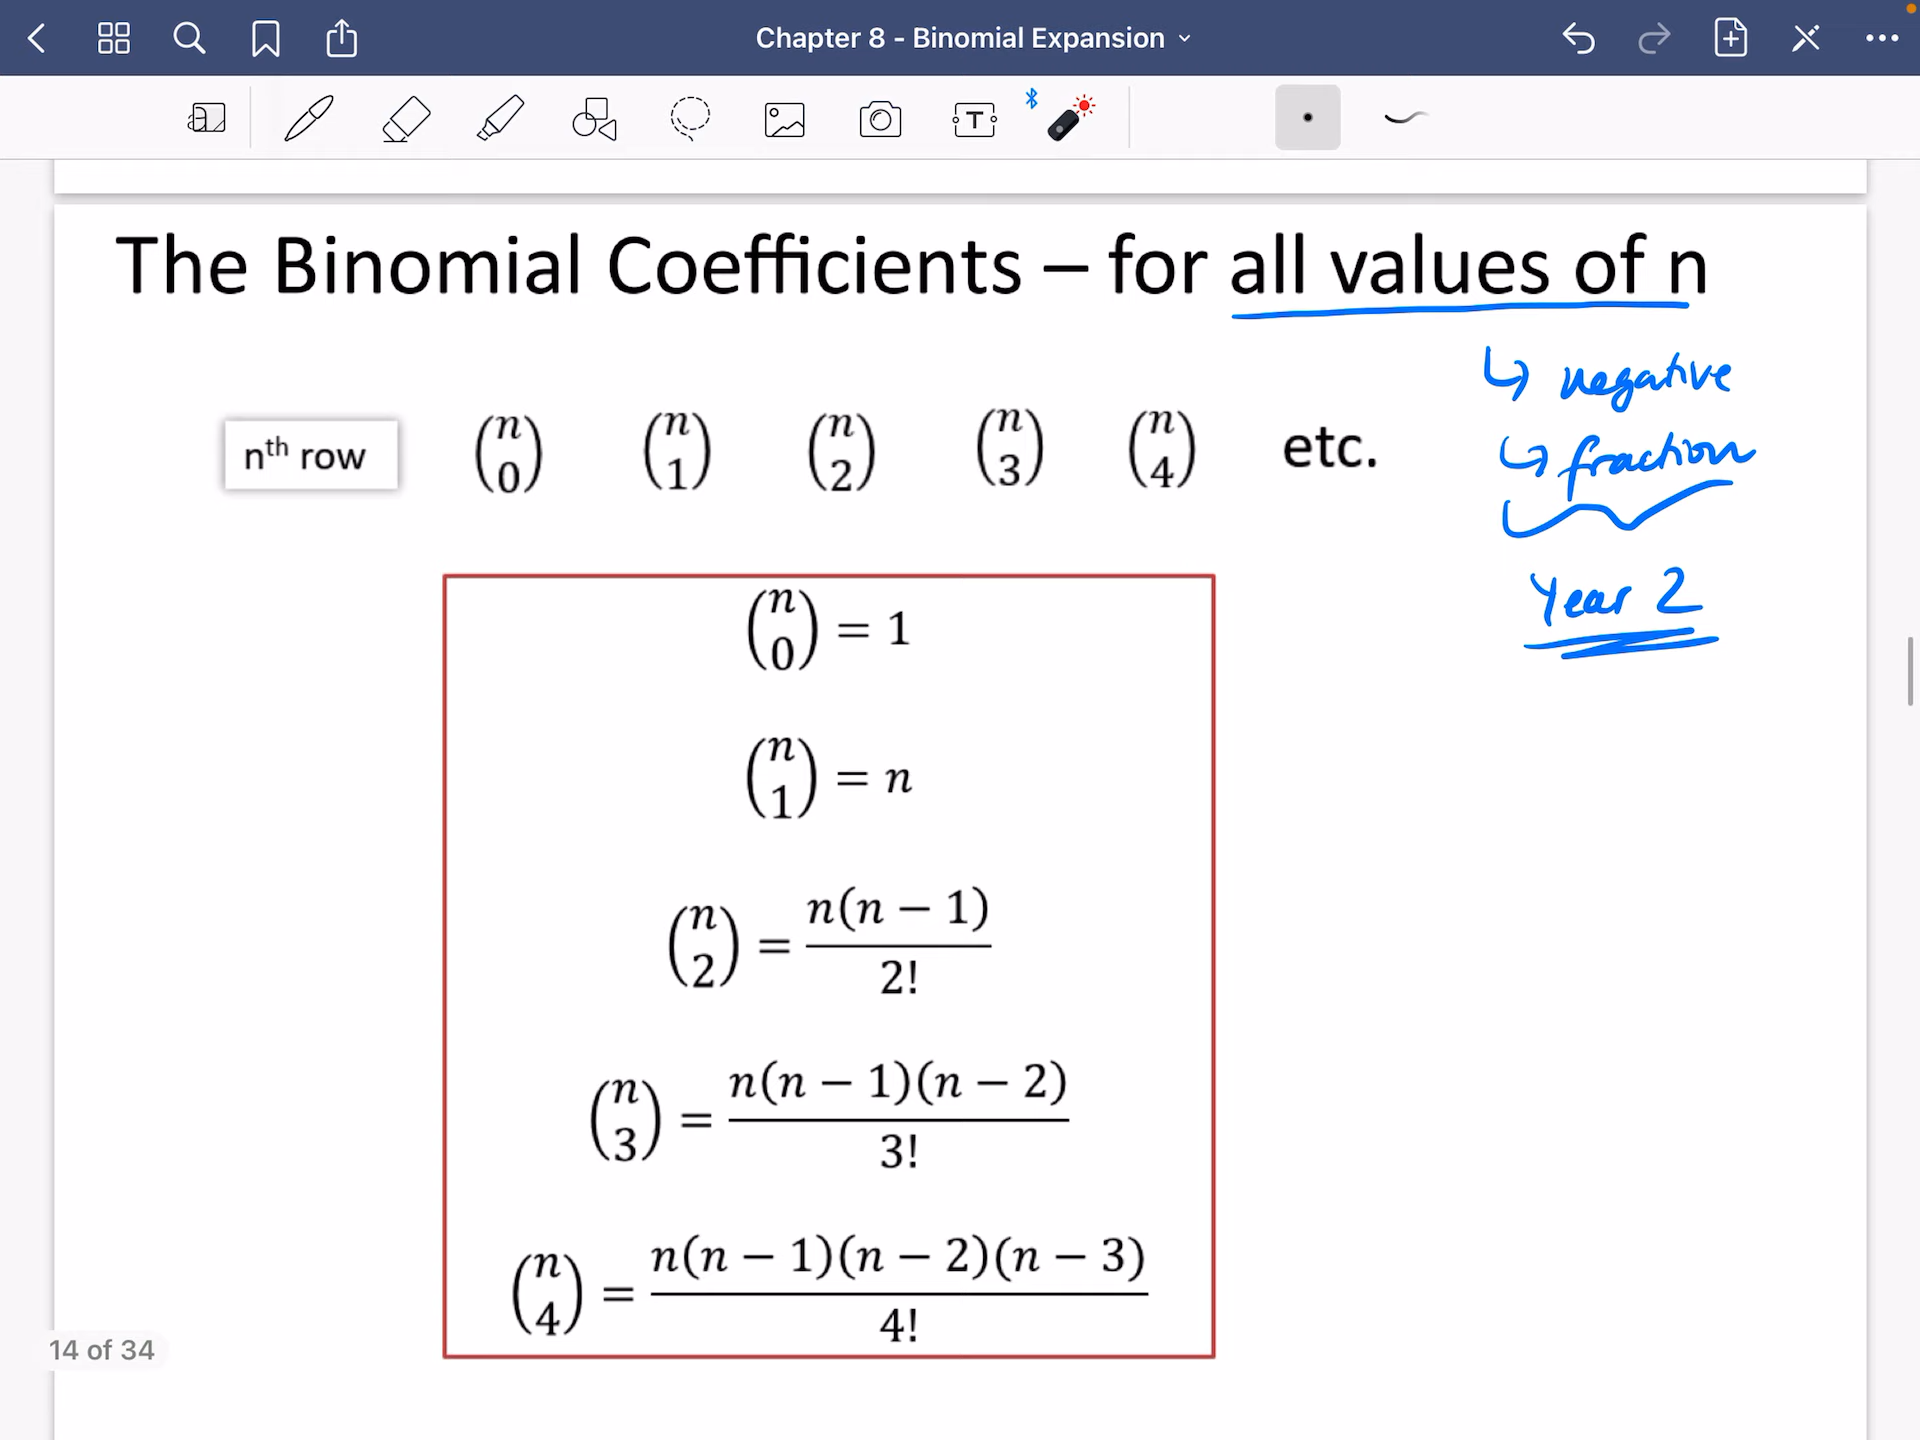 Chapter 8 - Binomial Expansion
The Binomial Coefficients – for all values of n
↳ negative
↳ fraction
Year 2
nᵗʰ row (n 0) (n 1) (n 2) (n 3) (n 4) etc.
(n 0) = 1
(n 1) = n
(n 2) = n(n − 1) / 2!
(n 3) = n(n − 1)(n − 2) / 3!
(n 4) = n(n − 1)(n − 2)(n − 3) / 4!
14 of 34